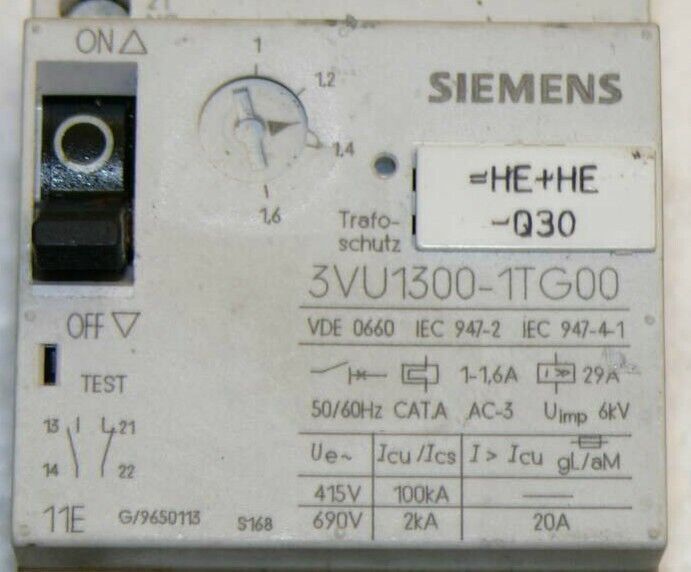 21
ON △
1
1,2
1,4
1,6
SIEMENS
=HE+HE
-Q30
Trafo-
schutz
3VU1300-1TG00
OFF ▽
VDE 0660 IEC 947-2 IEC 947-4-1
TEST
1-1,6A I> 29A
50/60Hz CAT.A AC-3 Uimp 6kV
13 21
14 22
Ue~ Icu/Ics I > Icu gL/aM
415V 100kA —
690V 2kA 20A
11E G/9650113 S168